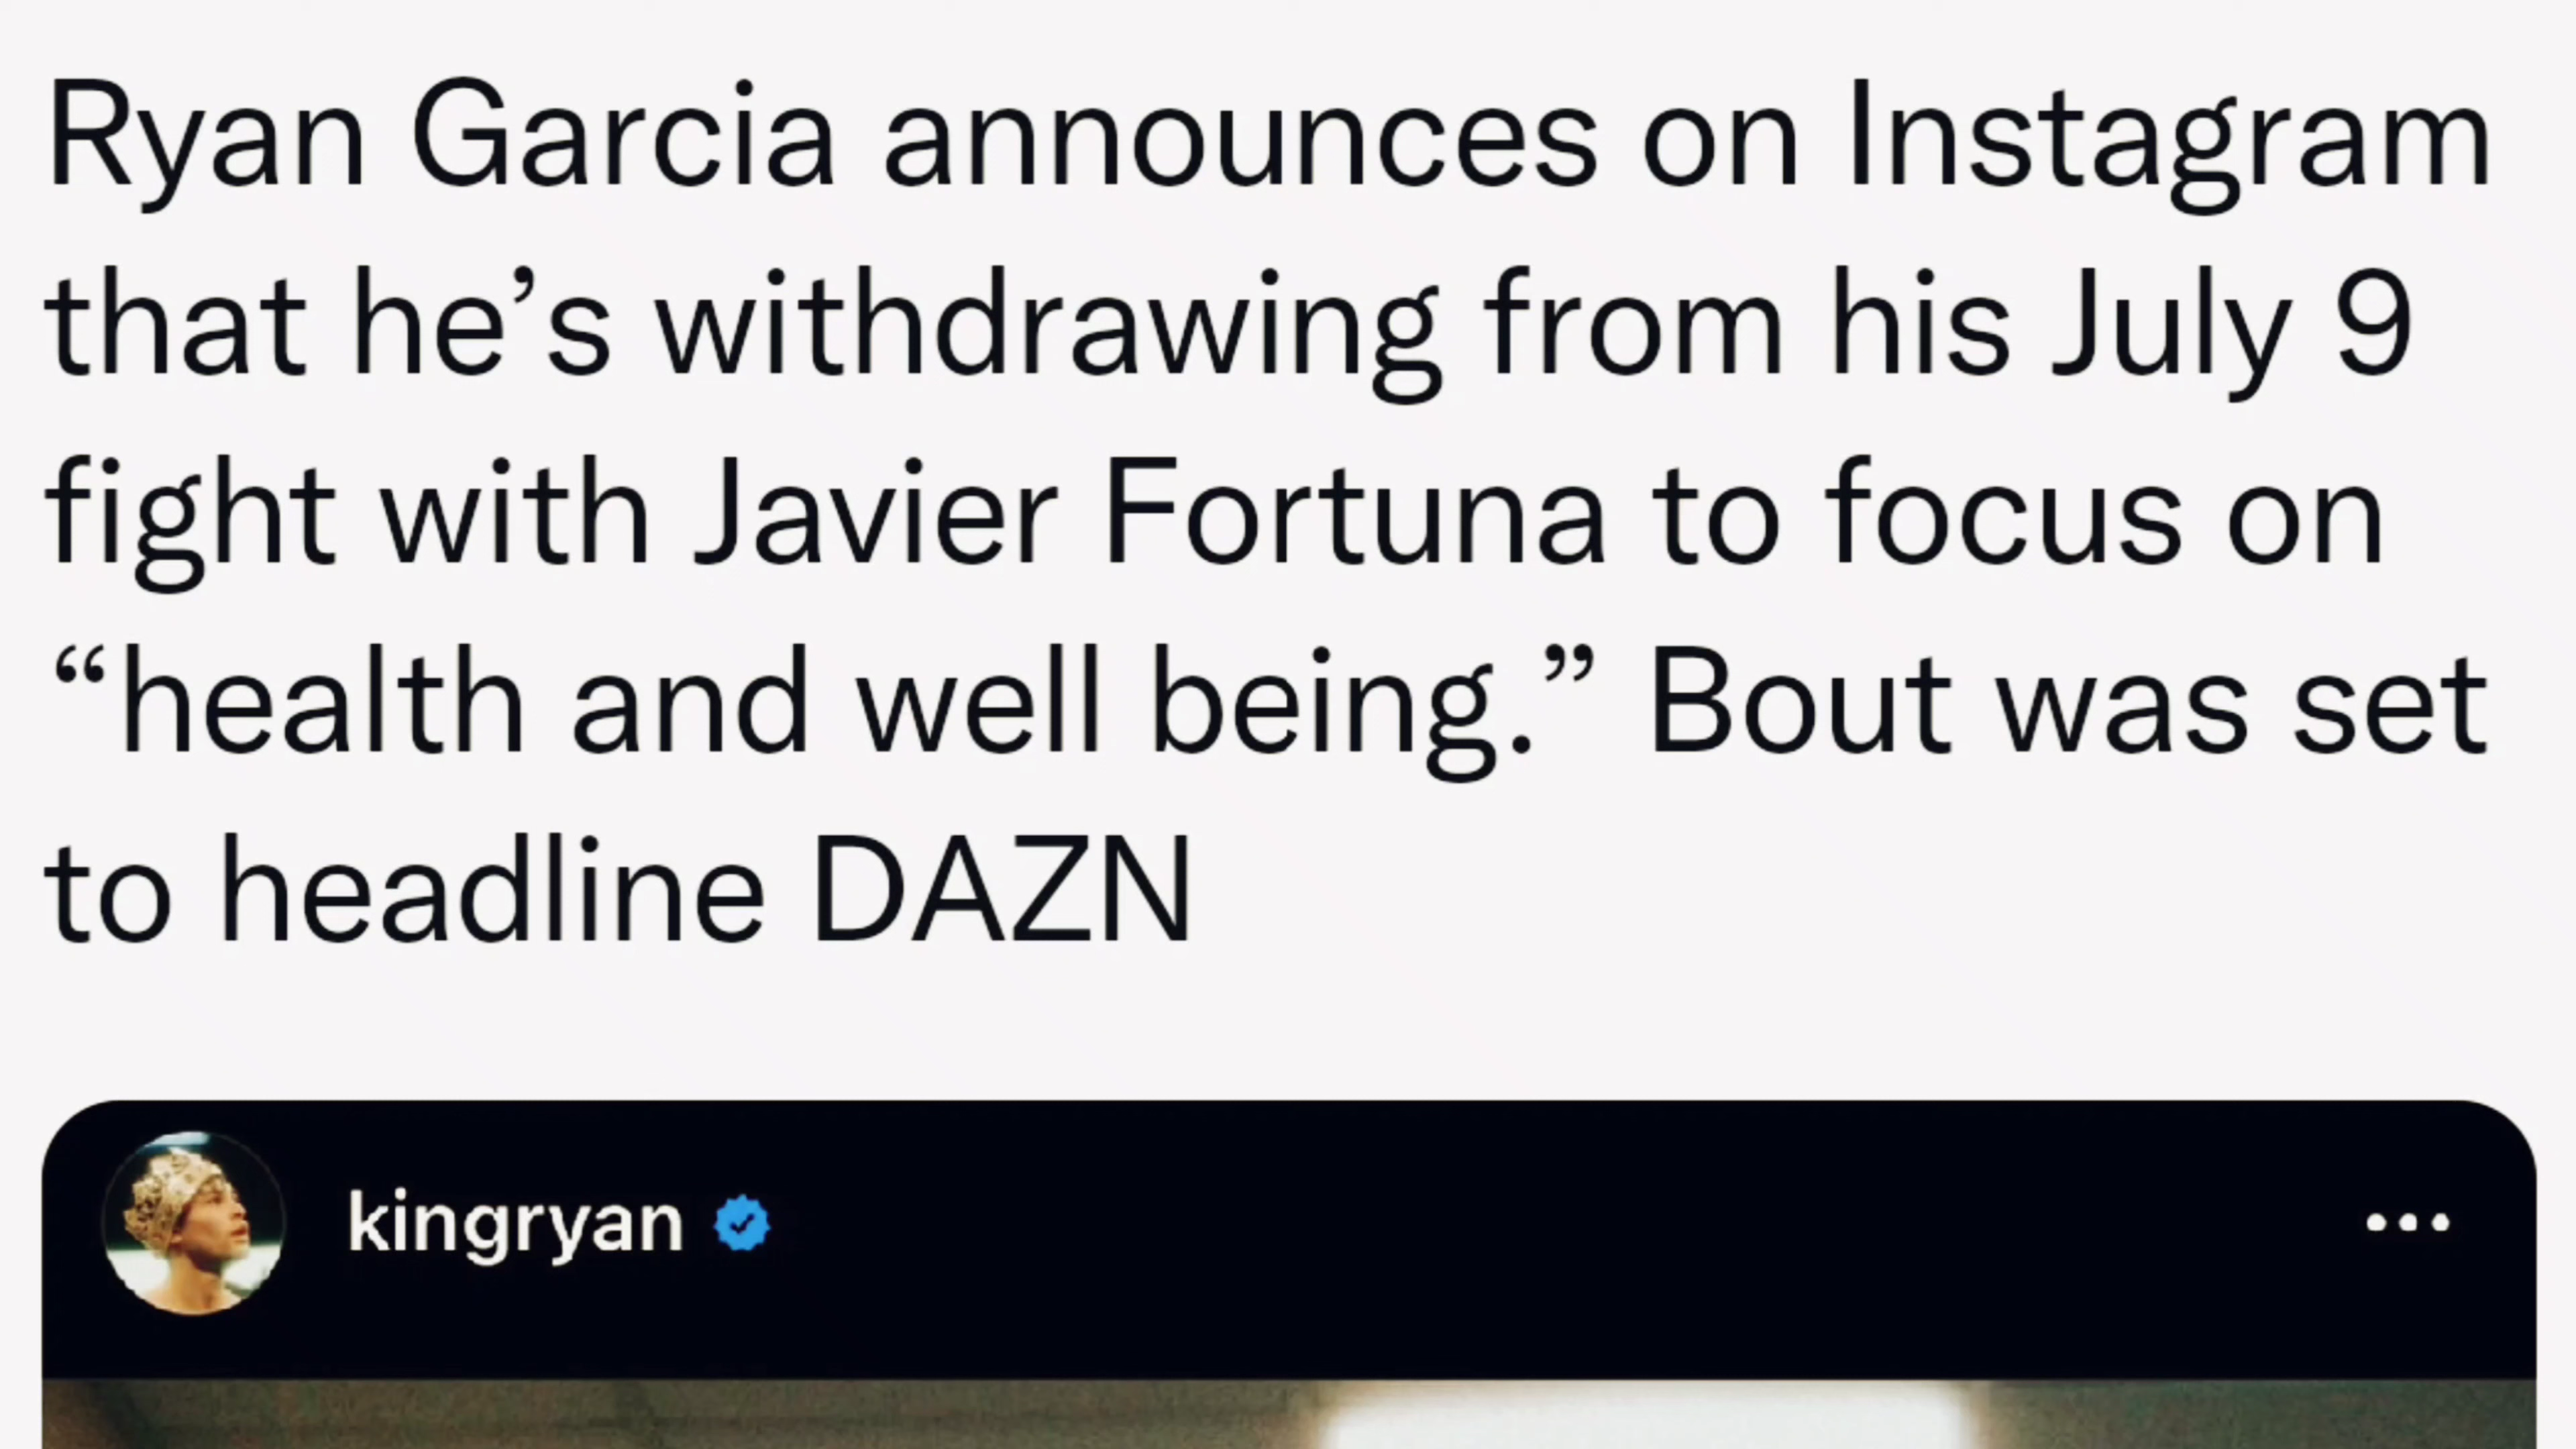 Ryan Garcia announces on Instagram
that he’s withdrawing from his July 9
fight with Javier Fortuna to focus on
“health and well being.” Bout was set
to headline DAZN
kingryan